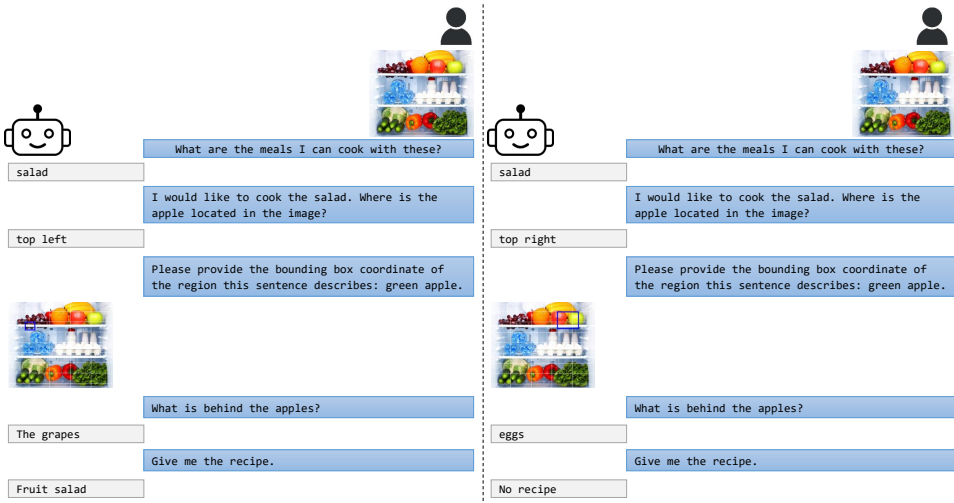 What are the meals I can cook with these?
salad
I would like to cook the salad. Where is the
apple located in the image?
top left
Please provide the bounding box coordinate of
the region this sentence describes: green apple.
What is behind the apples?
The grapes
Give me the recipe.
Fruit salad
What are the meals I can cook with these?
salad
I would like to cook the salad. Where is the
apple located in the image?
top right
Please provide the bounding box coordinate of
the region this sentence describes: green apple.
What is behind the apples?
eggs
Give me the recipe.
No recipe